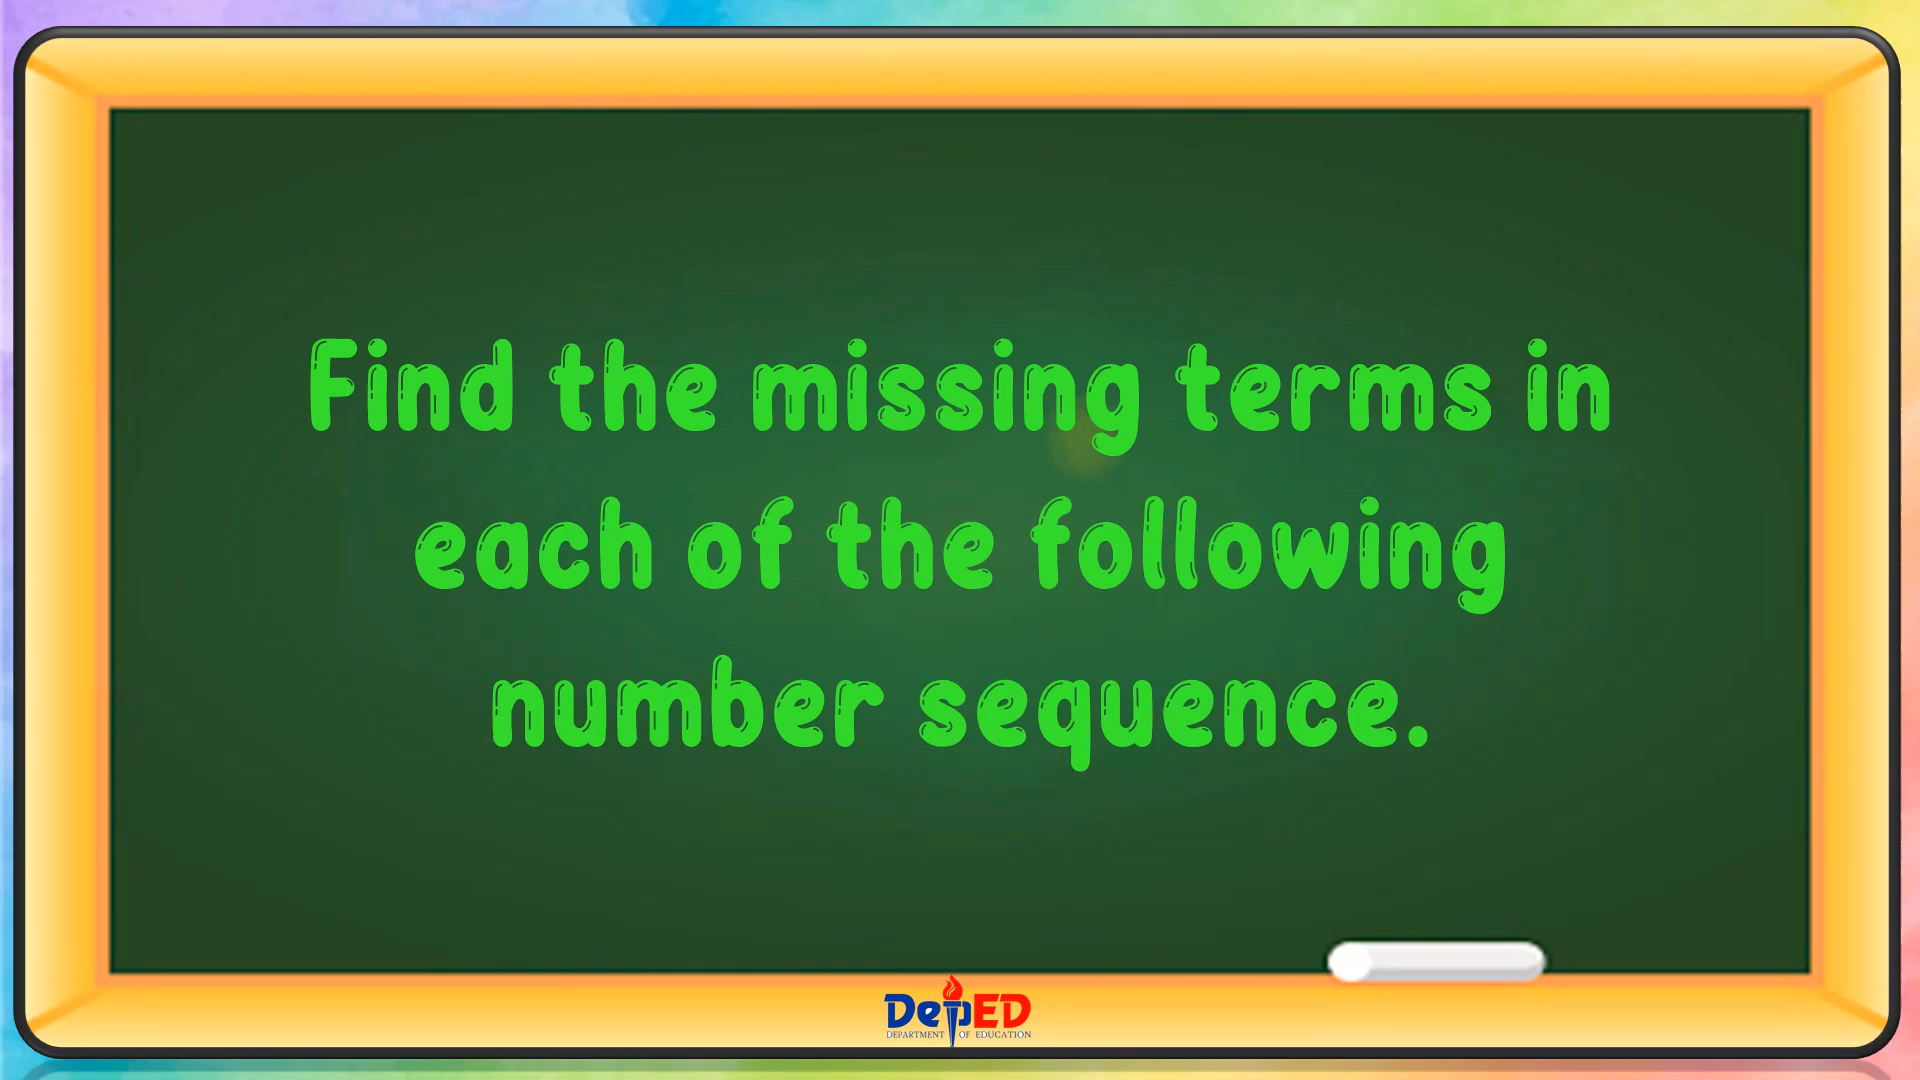 Find the missing terms in
each of the following
number sequence.
DepED
DEPARTMENT OF EDUCATION